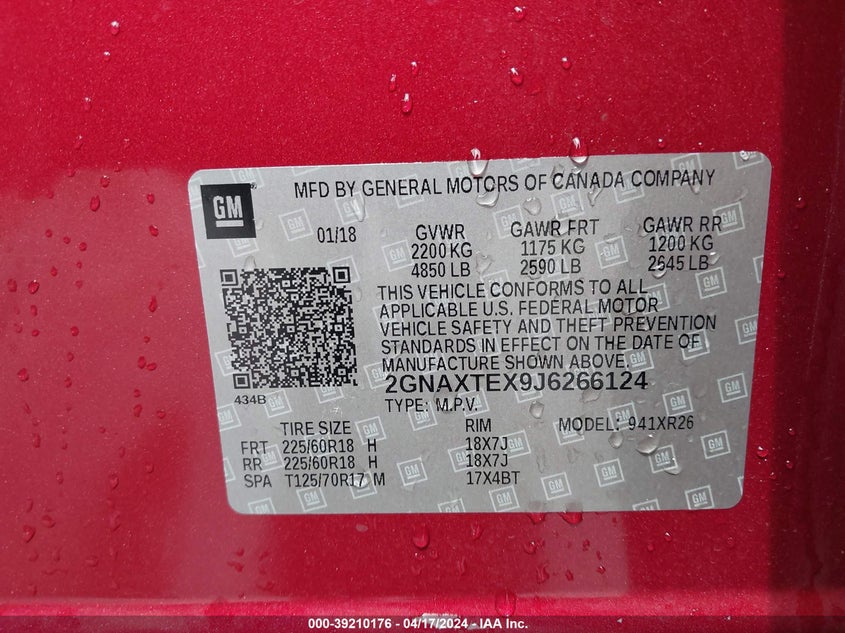 MFD BY GENERAL MOTORS OF CANADA COMPANY
GM
01/18 GVWR GAWR FRT GAWR RR
2200 KG 1175 KG 1200 KG
4850 LB 2590 LB 2645 LB
THIS VEHICLE CONFORMS TO ALL
APPLICABLE U.S. FEDERAL MOTOR
VEHICLE SAFETY AND THEFT PREVENTION
STANDARDS IN EFFECT ON THE DATE OF
MANUFACTURE SHOWN ABOVE.
2GNAXTEX9J6266124
434B
TYPE: M.P.V.
TIRE SIZE RIM MODEL: 941XR26
FRT 225/60R18 H 18X7J
RR 225/60R18 H 18X7J
SPA T125/70R17 M 17X4BT
000-39210176 - 04/17/2024 - IAA Inc.